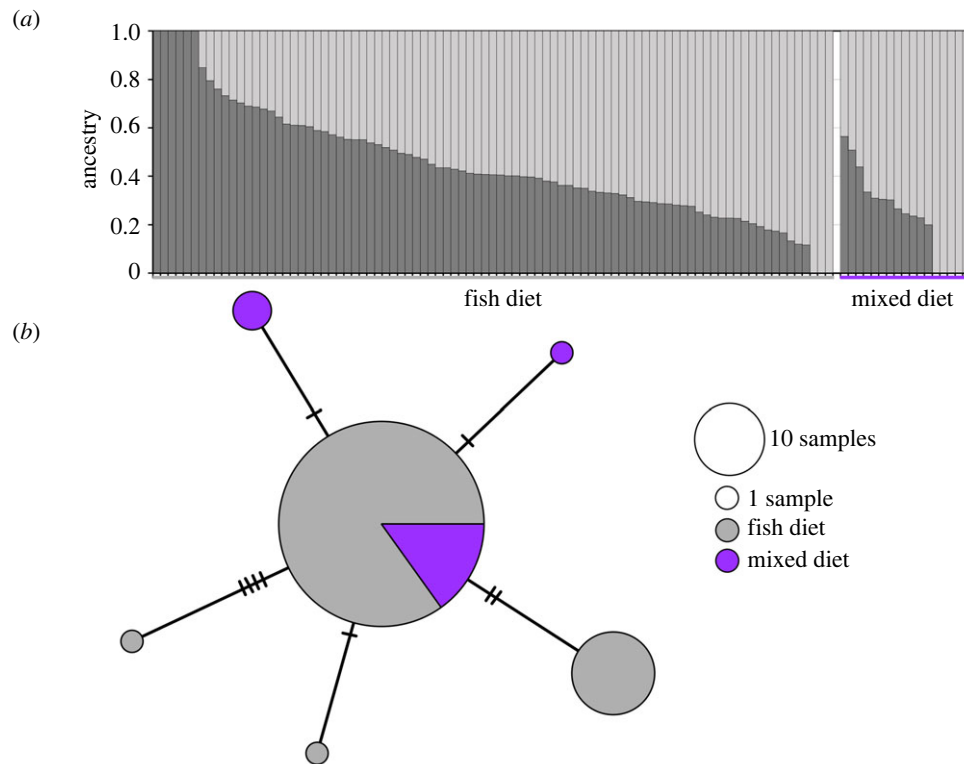 (a)
1.0
0.8
0.6
0.4
0.2
0
ancestry
fish diet
mixed diet
(b)
10 samples
1 sample
fish diet
mixed diet